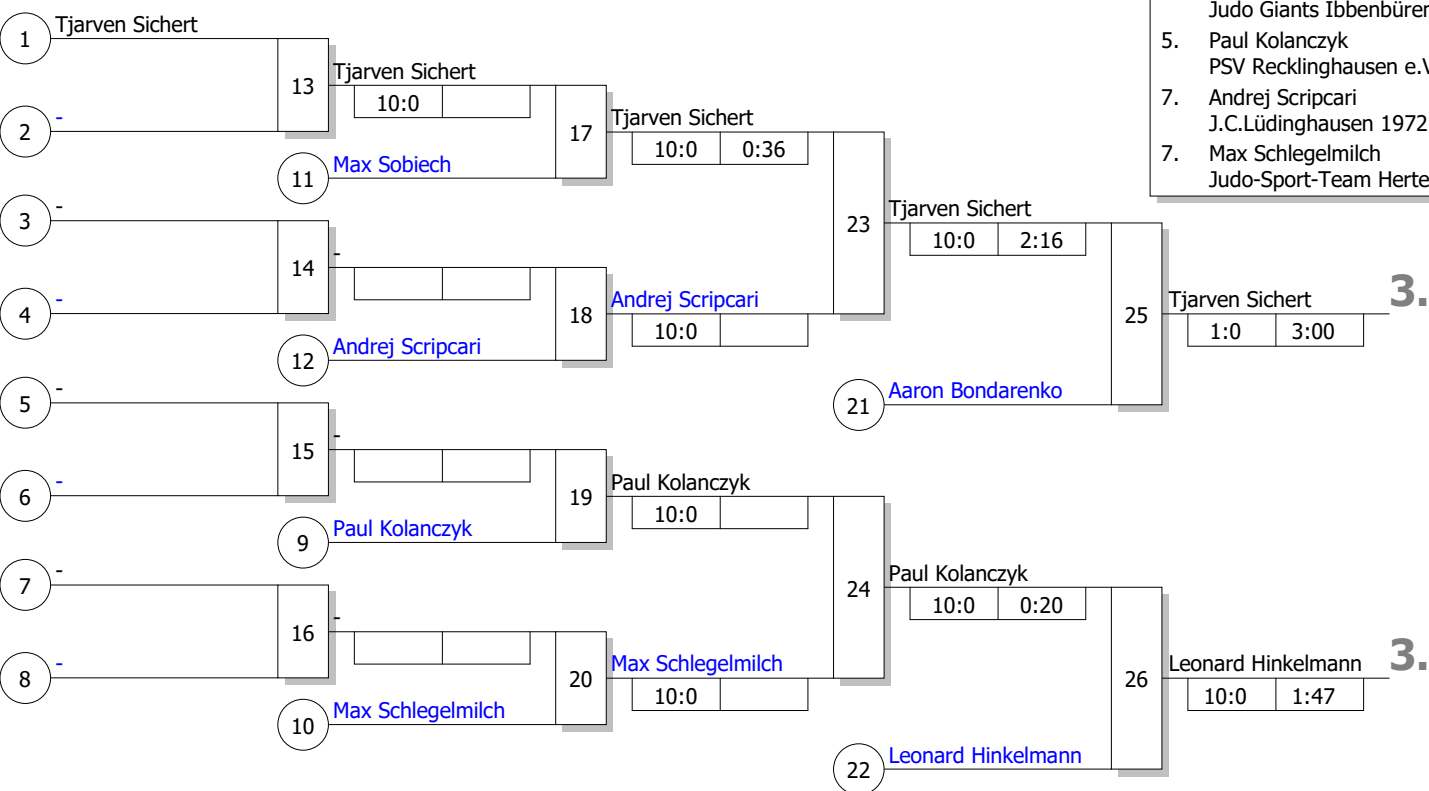 Judo Giants Ibbenbüren
5. Paul Kolanczyk
PSV Recklinghausen e.V
7. Andrej Scripcari
J.C.Lüdinghausen 1972
7. Max Schlegelmilch
Judo-Sport-Team Herte
1 Tjarven Sichert
13 Tjarven Sichert
10:0
2 -
17 Tjarven Sichert
10:0 0:36
11 Max Sobiech
3 -
23 Tjarven Sichert
10:0 2:16
14 -
4 -
18 Andrej Scripcari
10:0
12 Andrej Scripcari
25 Tjarven Sichert 3.
1:0 3:00
5 -
21 Aaron Bondarenko
15 -
6 -
19 Paul Kolanczyk
10:0
9 Paul Kolanczyk
7 -
24 Paul Kolanczyk
10:0 0:20
16 -
8 -
20 Max Schlegelmilch
10:0
10 Max Schlegelmilch
26 Leonard Hinkelmann 3.
10:0 1:47
22 Leonard Hinkelmann